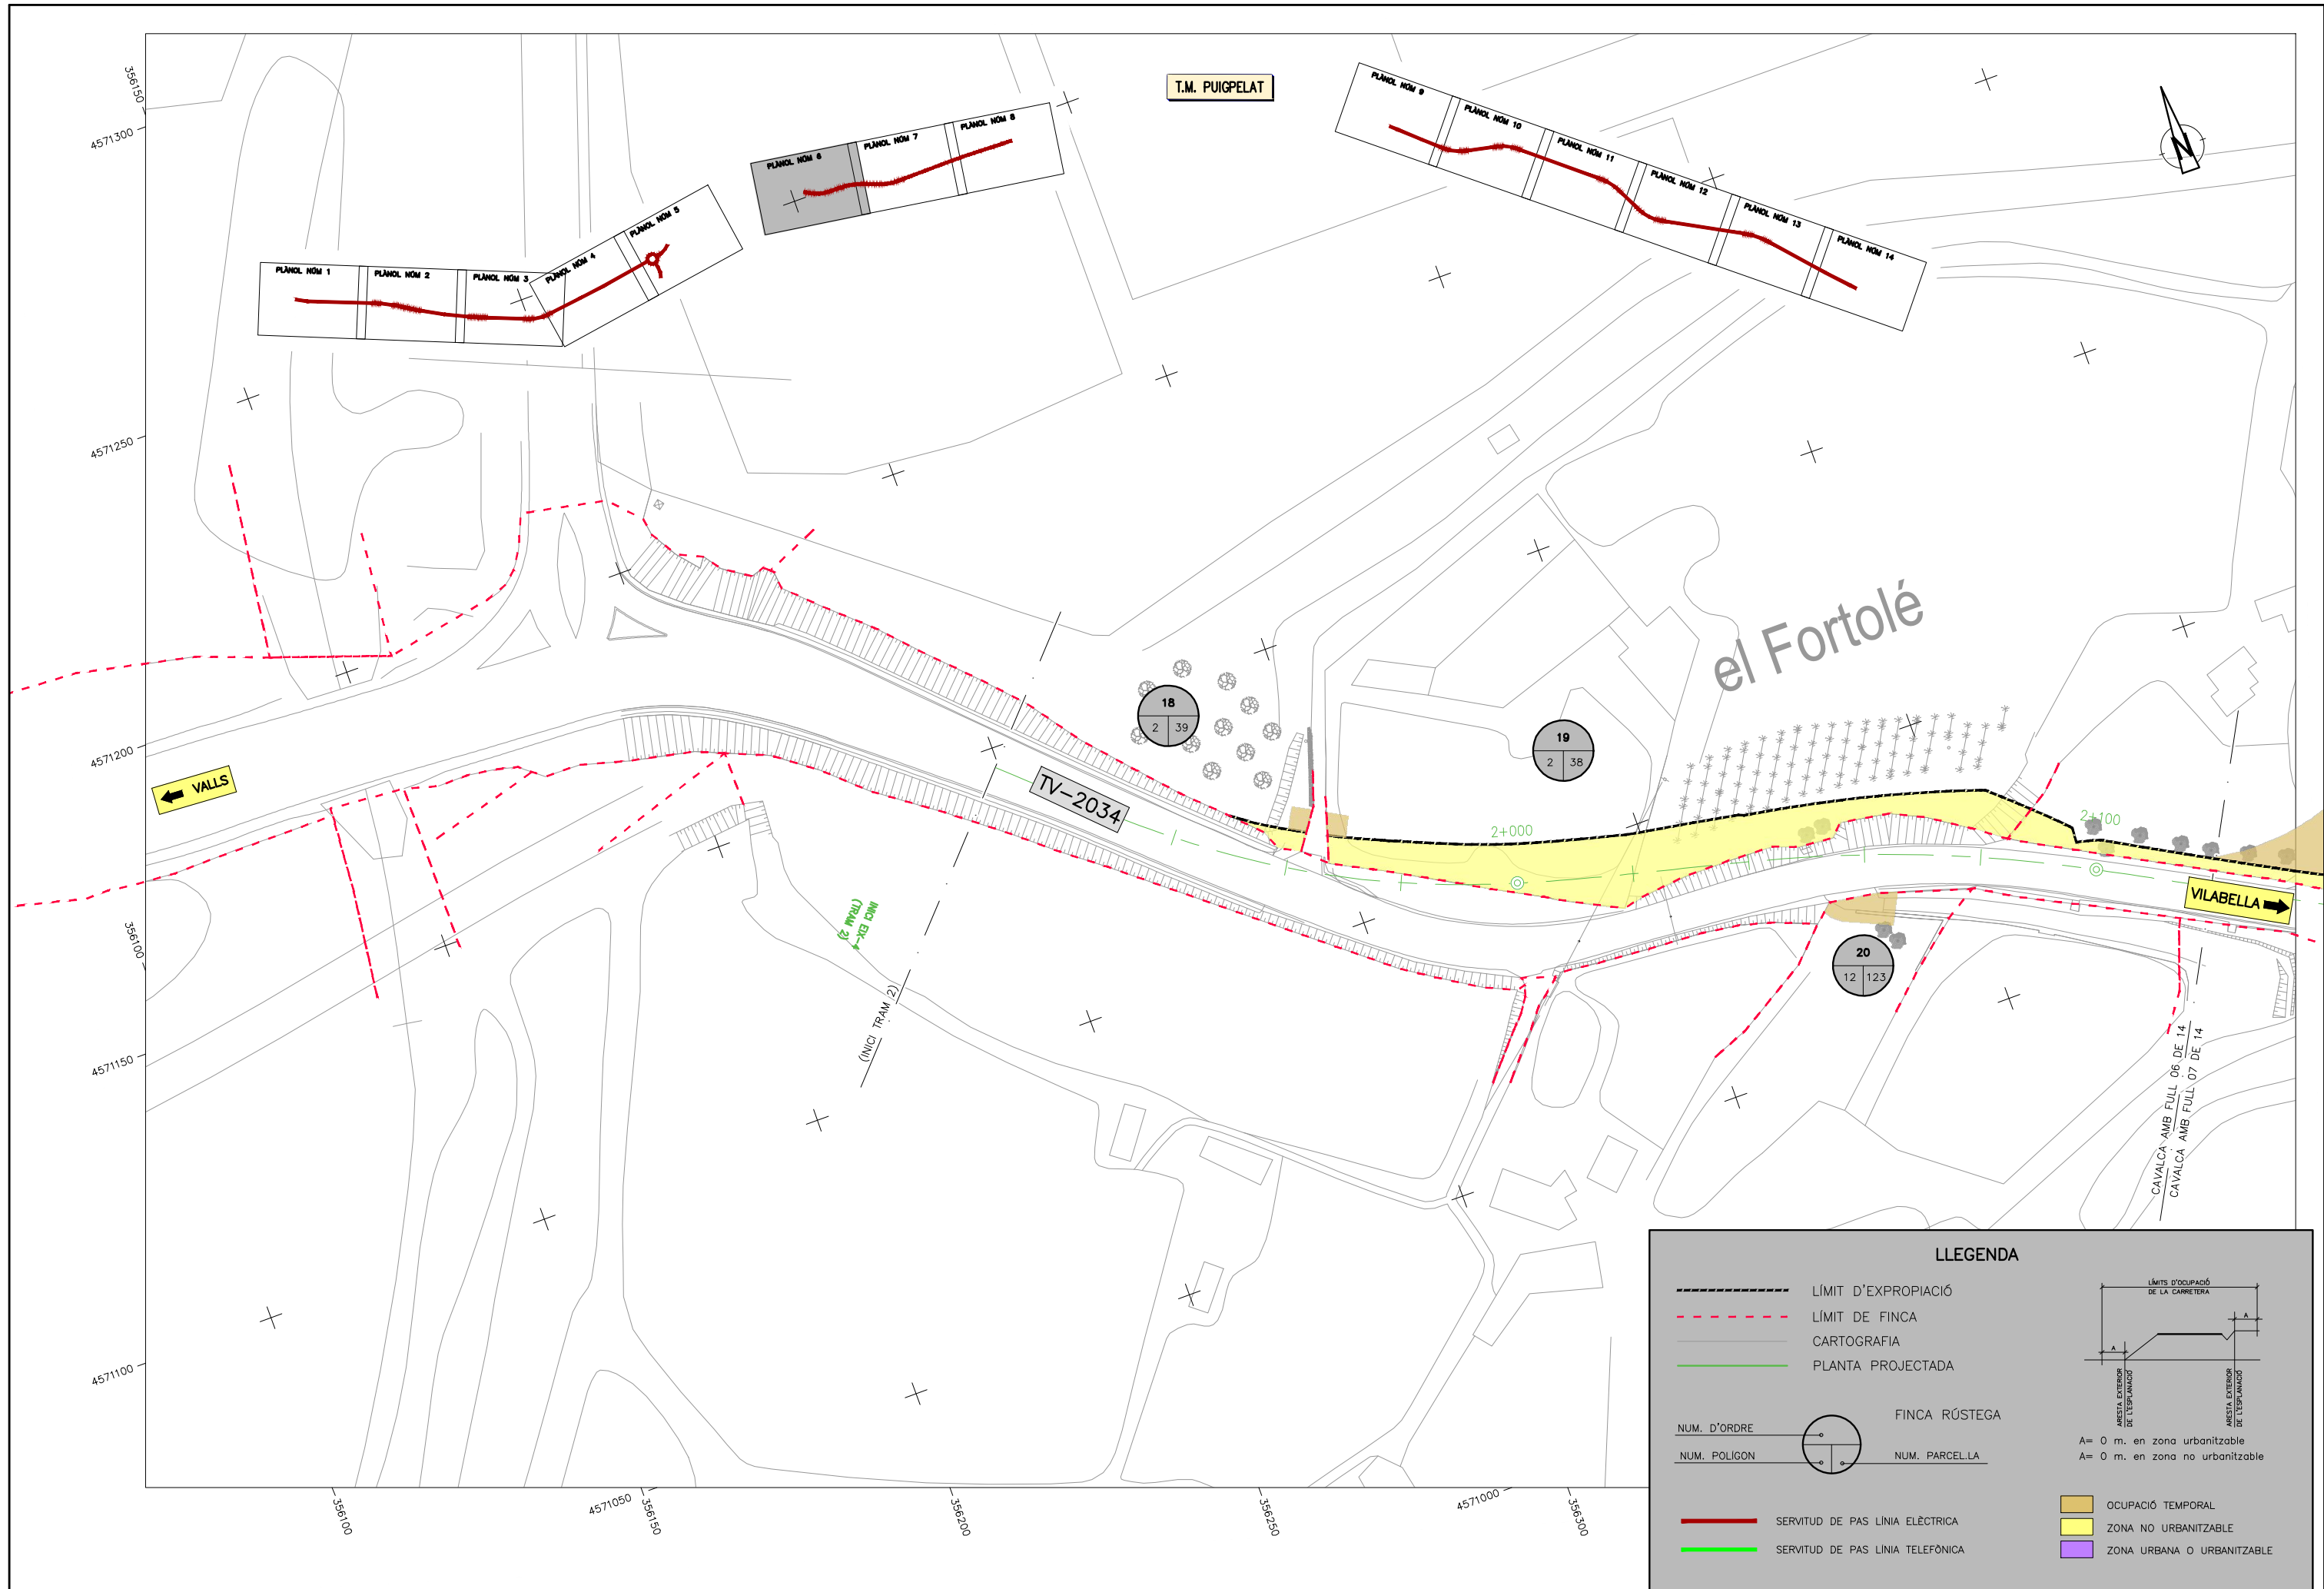 T.M. PUIGPELAT
PLÀNOL NÚM 1
PLÀNOL NÚM 2
PLÀNOL NÚM 3
PLÀNOL NÚM 4
PLÀNOL NÚM 5
PLÀNOL NÚM 6
PLÀNOL NÚM 7
PLÀNOL NÚM 8
PLÀNOL NÚM 9
PLÀNOL NÚM 10
PLÀNOL NÚM 11
PLÀNOL NÚM 12
PLÀNOL NÚM 13
PLÀNOL NÚM 14
N
356150
4571300
4571250
4571200
356100
4571150
4571100
el Fortolé
18
2 39
19
2 38
20
12 123
VALLS
TV-2034
2+000
2+100
VILABELLA
INICI EIX-4
(TRAM 2)
(INICI TRAM 2)
CAVALCA AMB FULL 06 DE 14
CAVALCA AMB FULL 07 DE 14
356100
4571050
356150
356200
356250
4571000
356300
LLEGENDA
LÍMIT D'EXPROPIACIÓ
LÍMIT DE FINCA
CARTOGRAFIA
PLANTA PROJECTADA
LÍMITS D'OCUPACIÓ
DE LA CARRETERA
A
A
ARESTA EXTERIOR
DE L'ESPLANACIÓ
ARESTA EXTERIOR
DE L'ESPLANACIÓ
A= 0 m. en zona urbanitzable
A= 0 m. en zona no urbanitzable
FINCA RÚSTEGA
NUM. D'ORDRE
NUM. POLÍGON
NUM. PARCEL.LA
SERVITUD DE PAS LÍNIA ELÈCTRICA
SERVITUD DE PAS LÍNIA TELEFÒNICA
OCUPACIÓ TEMPORAL
ZONA NO URBANITZABLE
ZONA URBANA O URBANITZABLE